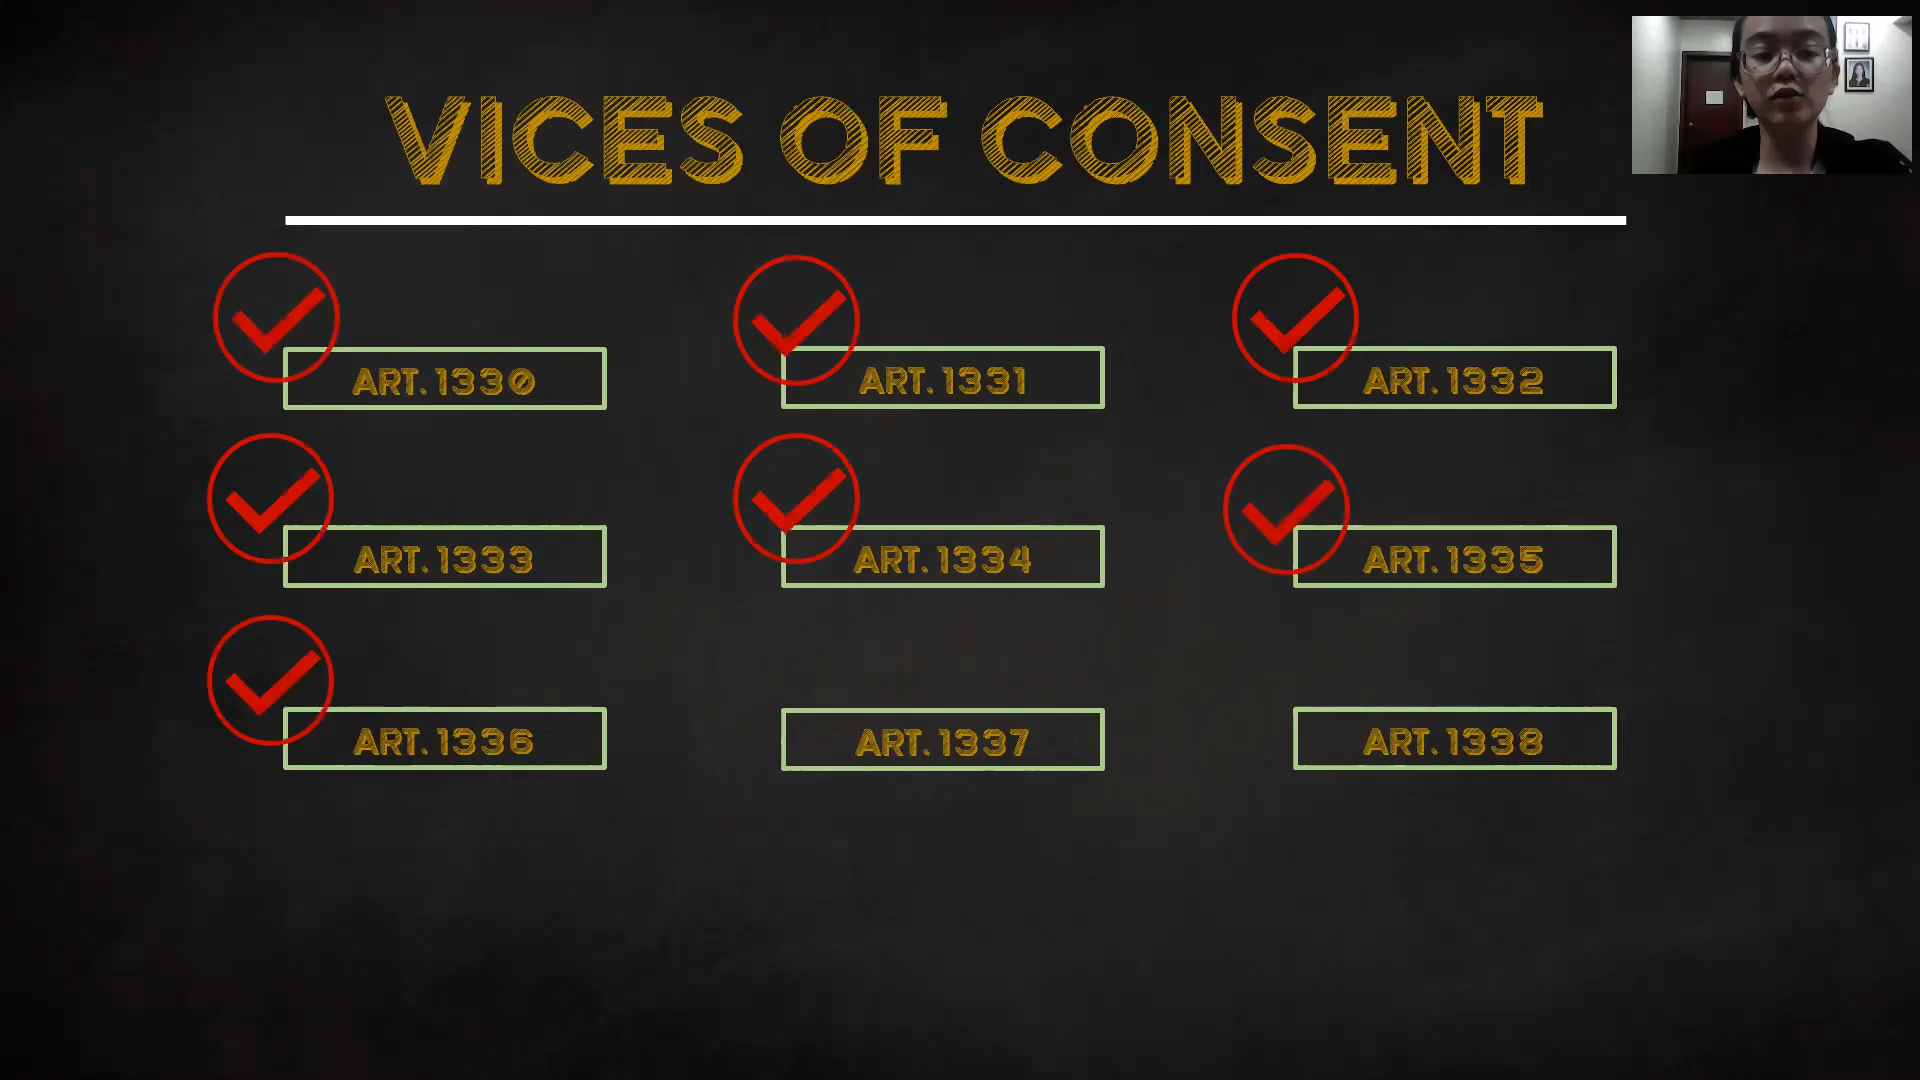 VICES OF CONSENT
ART. 1330
ART. 1331
ART. 1332
ART. 1333
ART. 1334
ART. 1335
ART. 1336
ART. 1337
ART. 1338